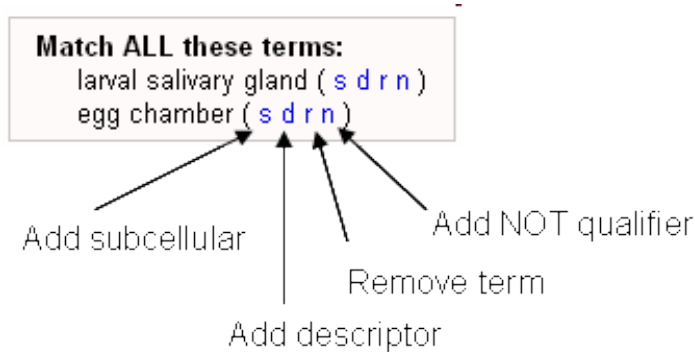 Match ALL these terms:
larval salivary gland ( s d r n )
egg chamber ( s d r n )
Add subcellular
Add NOT qualifier
Remove term
Add descriptor